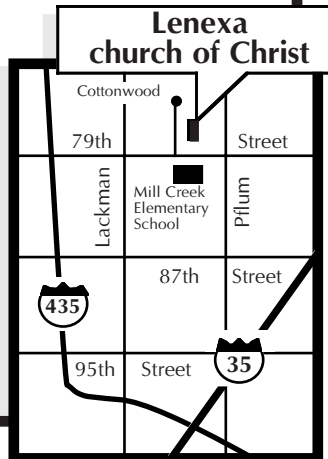 Lenexa
church of Christ
Cottonwood
79th Street
Lackman
Mill Creek
Elementary
School
Pflum
87th Street
435
35
95th Street